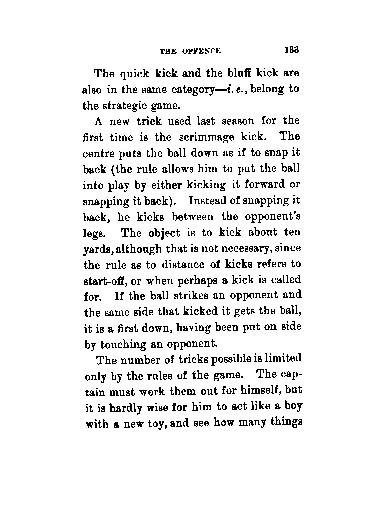 THE OFFENCE 183
The quick kick and the bluff kick are
also in the same category—i. e., belong to
the strategic game.
A new trick used last season for the
first time is the scrimmage kick. The
centre puts the ball down as if to snap it
back (the rule allows him to put the ball
into play by either kicking it forward or
snapping it back). Instead of snapping it
back, he kicks between the opponent's
legs. The object is to kick about ten
yards, although that is not necessary, since
the rule as to distance of kicks refers to
start-off, or when perhaps a kick is called
for. If the ball strikes an opponent and
the same side that kicked it gets the ball,
it is a first down, having been put on side
by touching an opponent.
The number of tricks possible is limited
only by the rules of the game. The cap-
tain must work them out for himself, but
it is hardly wise for him to act like a boy
with a new toy, and see how many things